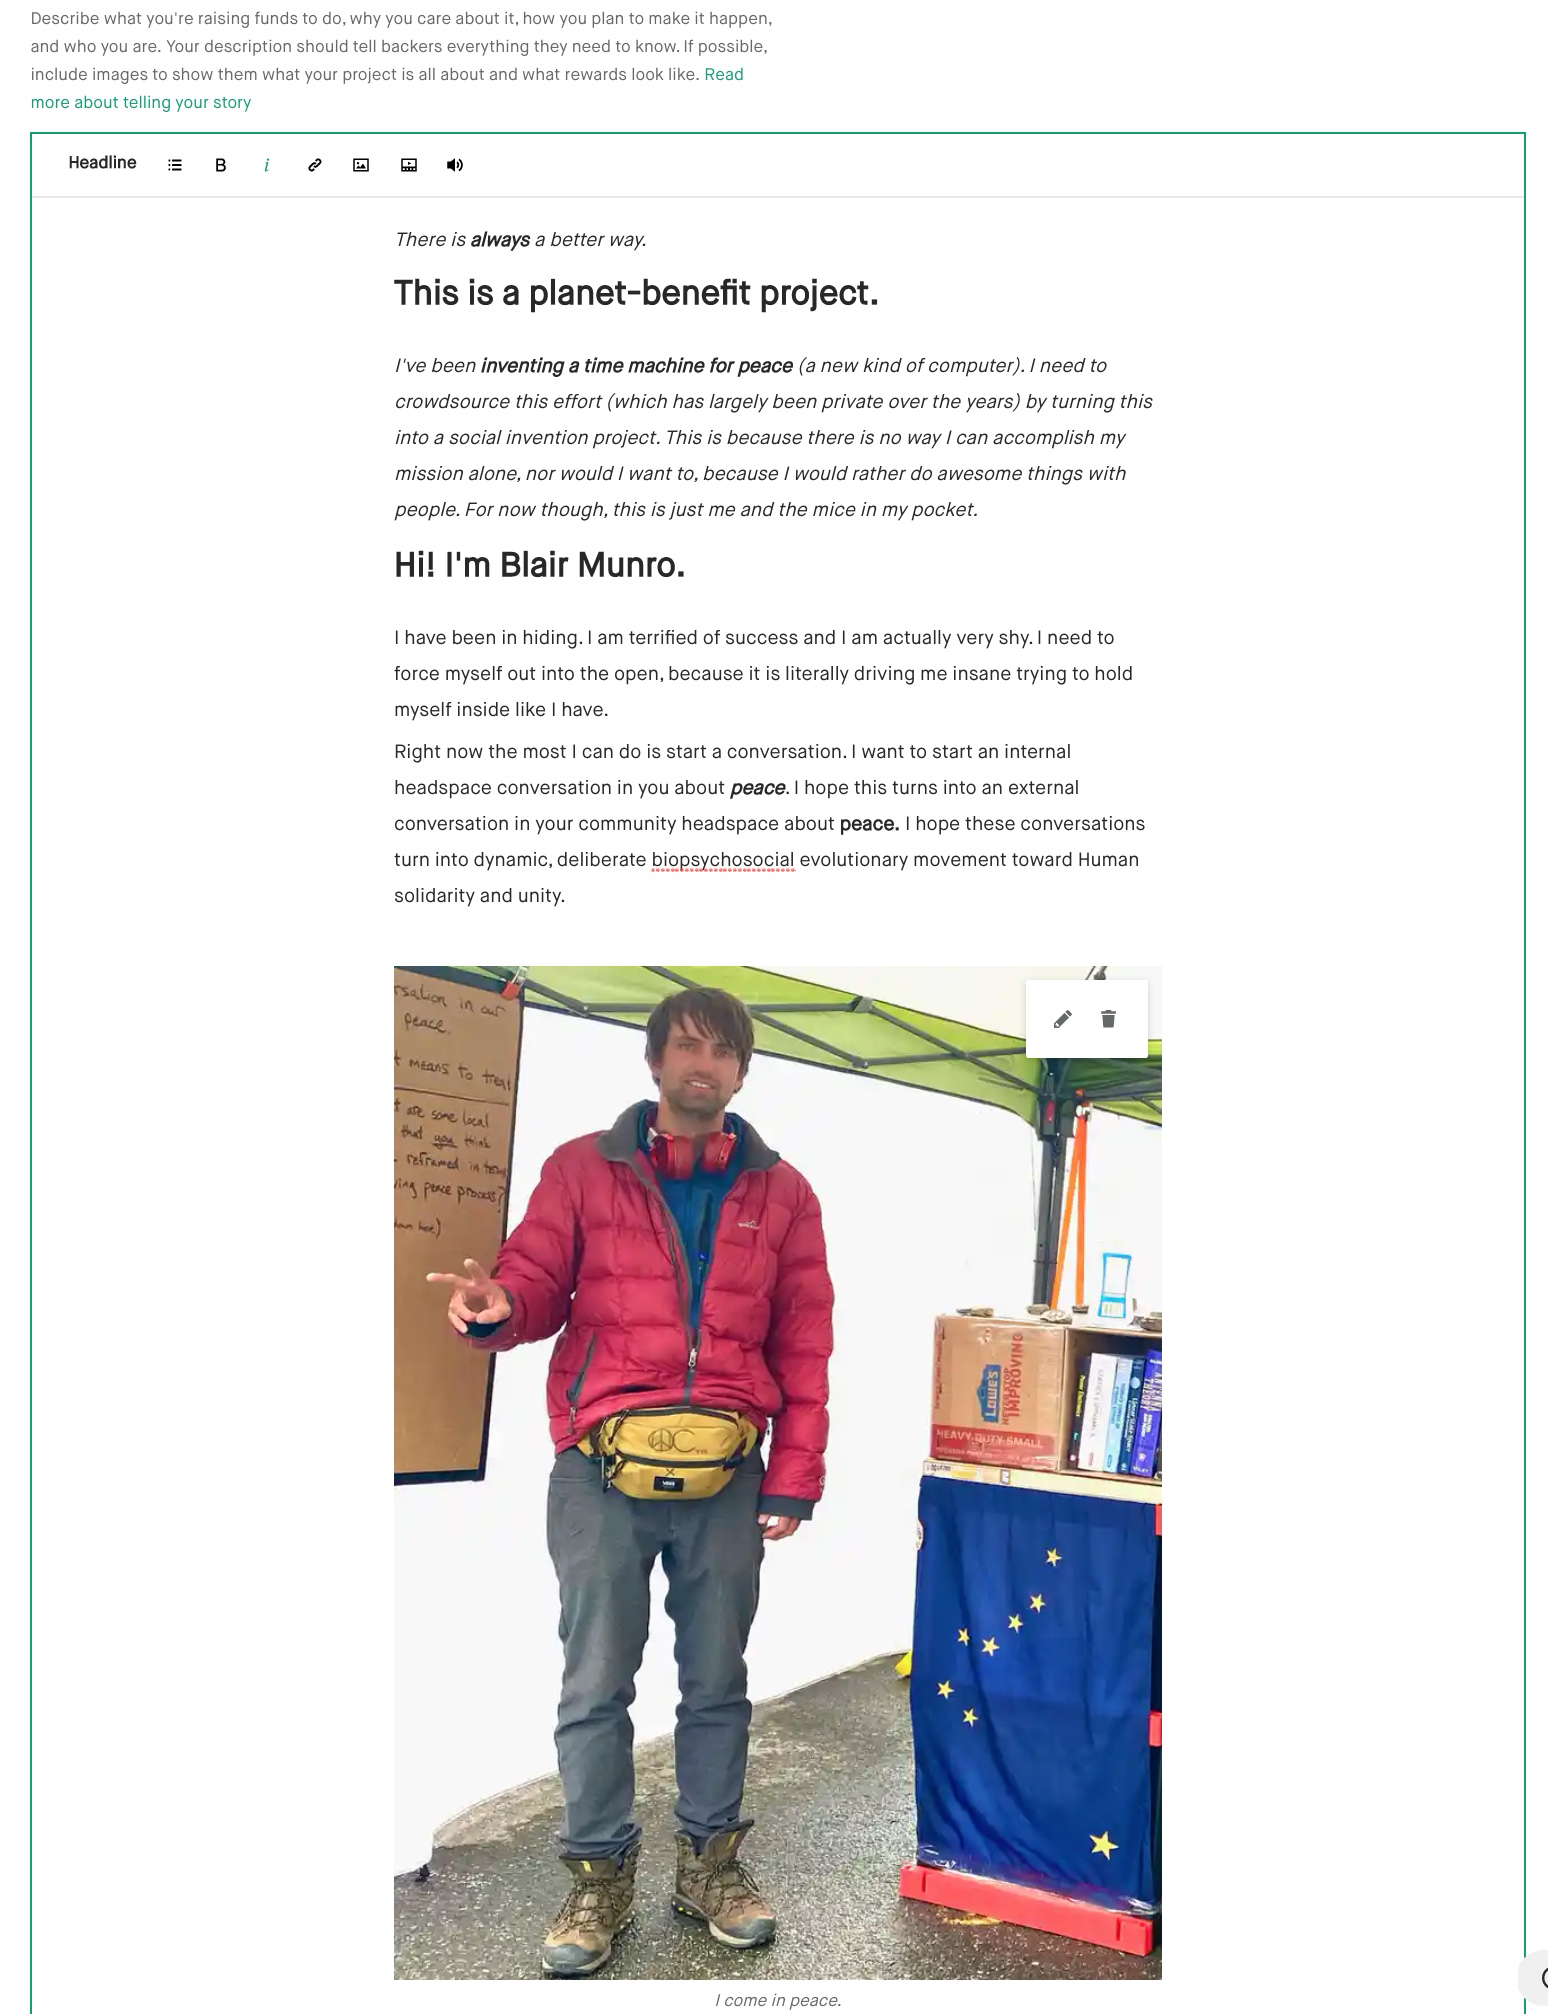 Describe what you're raising funds to do, why you care about it, how you plan to make it happen,
and who you are. Your description should tell backers everything they need to know. If possible,
include images to show them what your project is all about and what rewards look like. Read
more about telling your story
Headline B i
There is always a better way.
This is a planet-benefit project.
I've been inventing a time machine for peace (a new kind of computer). I need to
crowdsource this effort (which has largely been private over the years) by turning this
into a social invention project. This is because there is no way I can accomplish my
mission alone, nor would I want to, because I would rather do awesome things with
people. For now though, this is just me and the mice in my pocket.
Hi! I'm Blair Munro.
I have been in hiding. I am terrified of success and I am actually very shy. I need to
force myself out into the open, because it is literally driving me insane trying to hold
myself inside like I have.
Right now the most I can do is start a conversation. I want to start an internal
headspace conversation in you about peace. I hope this turns into an external
conversation in your community headspace about peace. I hope these conversations
turn into dynamic, deliberate biopsychosocial evolutionary movement toward Human
solidarity and unity.
rsation in our
peace.
t means to treat
t are some local
that you think
reframed in
ving peace process?
LOWE'S
NEVER STOP
IMPROVING
HEAVY DUTY SMALL
VANS
I come in peace.